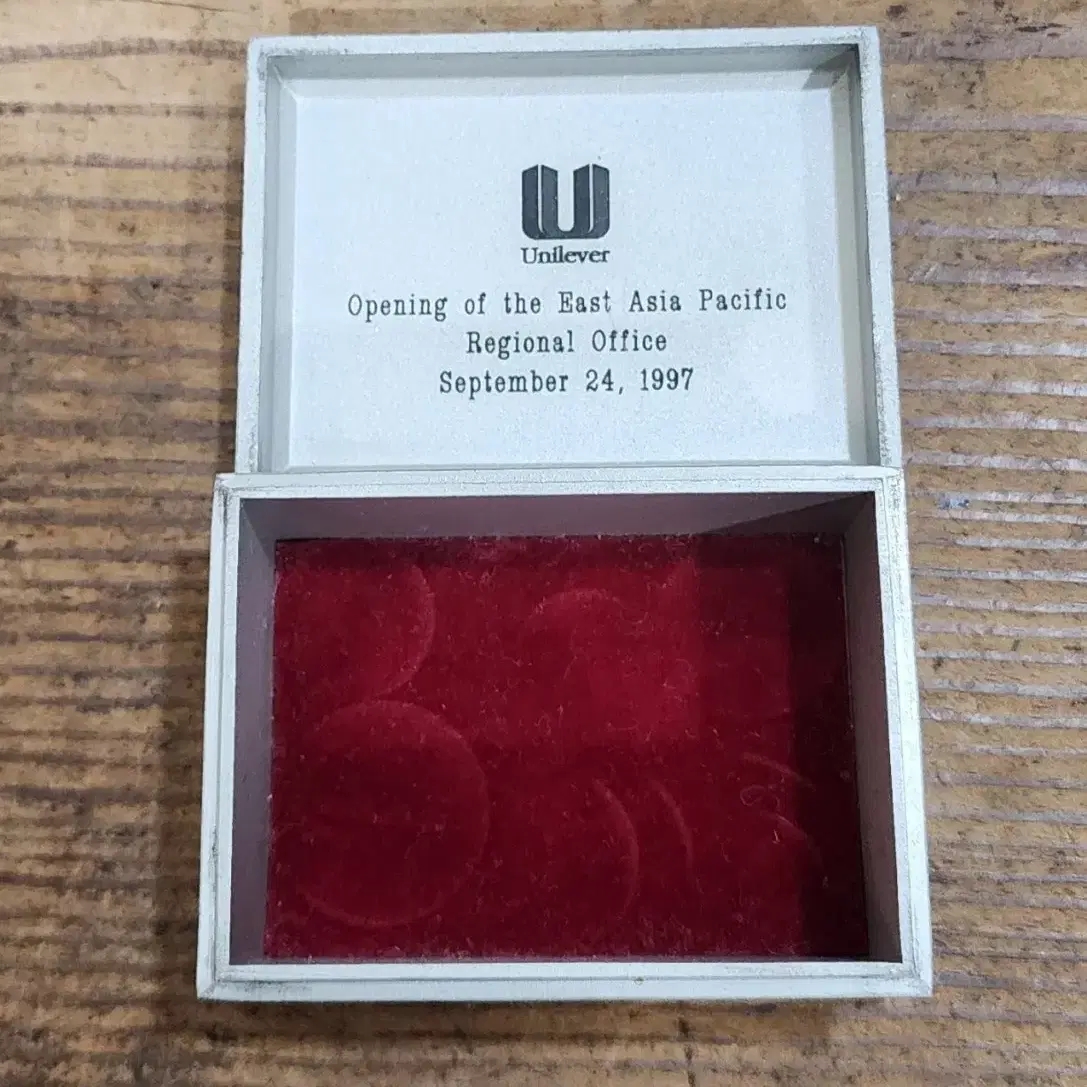 Unilever
Opening of the East Asia Pacific
Regional Office
September 24, 1997